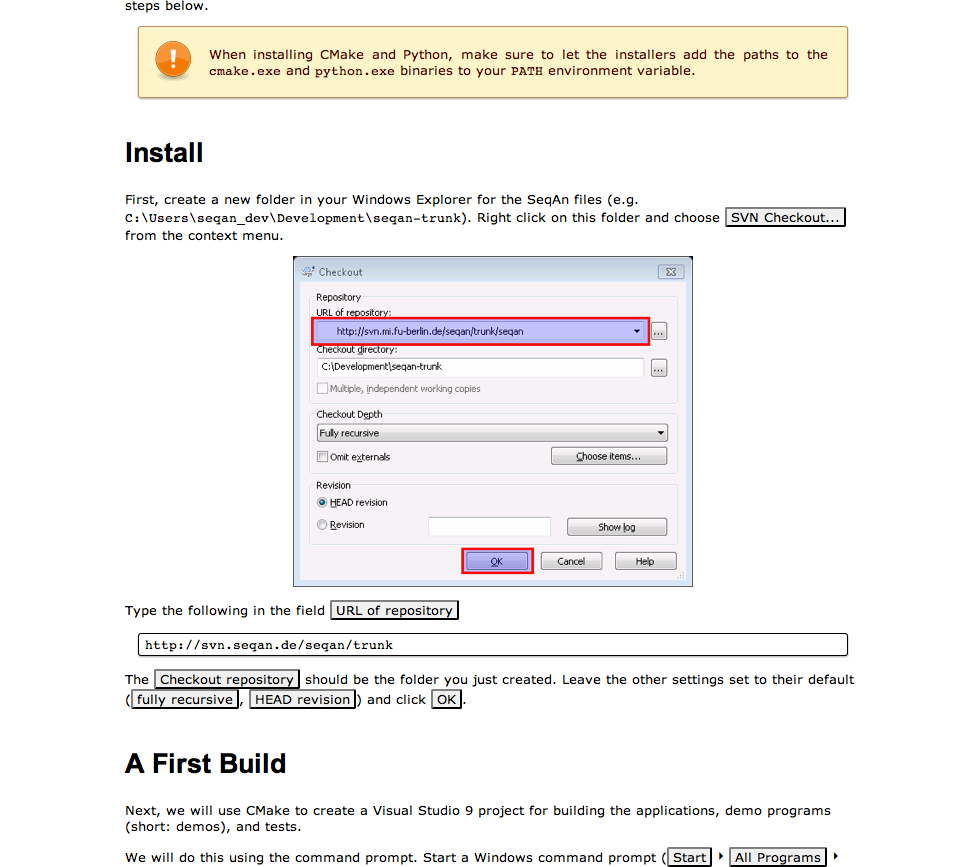 steps below.
When installing CMake and Python, make sure to let the installers add the paths to the
cmake.exe and python.exe binaries to your PATH environment variable.
Install
First, create a new folder in your Windows Explorer for the SeqAn files (e.g.
C:\Users\seqan_dev\Development\seqan-trunk). Right click on this folder and choose SVN Checkout...
from the context menu.
Checkout
Repository
URL of repository:
http://svn.mi.fu-berlin.de/seqan/trunk/seqan
...
Checkout directory:
C:\Development\seqan-trunk
...
Multiple, independent working copies
Checkout Depth
Fully recursive
Omit externals
Choose items...
Revision
HEAD revision
Revision
Show log
OK
Cancel
Help
Type the following in the field URL of repository
http://svn.seqan.de/seqan/trunk
The Checkout repository should be the folder you just created. Leave the other settings set to their default
(fully recursive, HEAD revision) and click OK.
A First Build
Next, we will use CMake to create a Visual Studio 9 project for building the applications, demo programs
(short: demos), and tests.
We will do this using the command prompt. Start a Windows command prompt (Start ‣ All Programs ‣